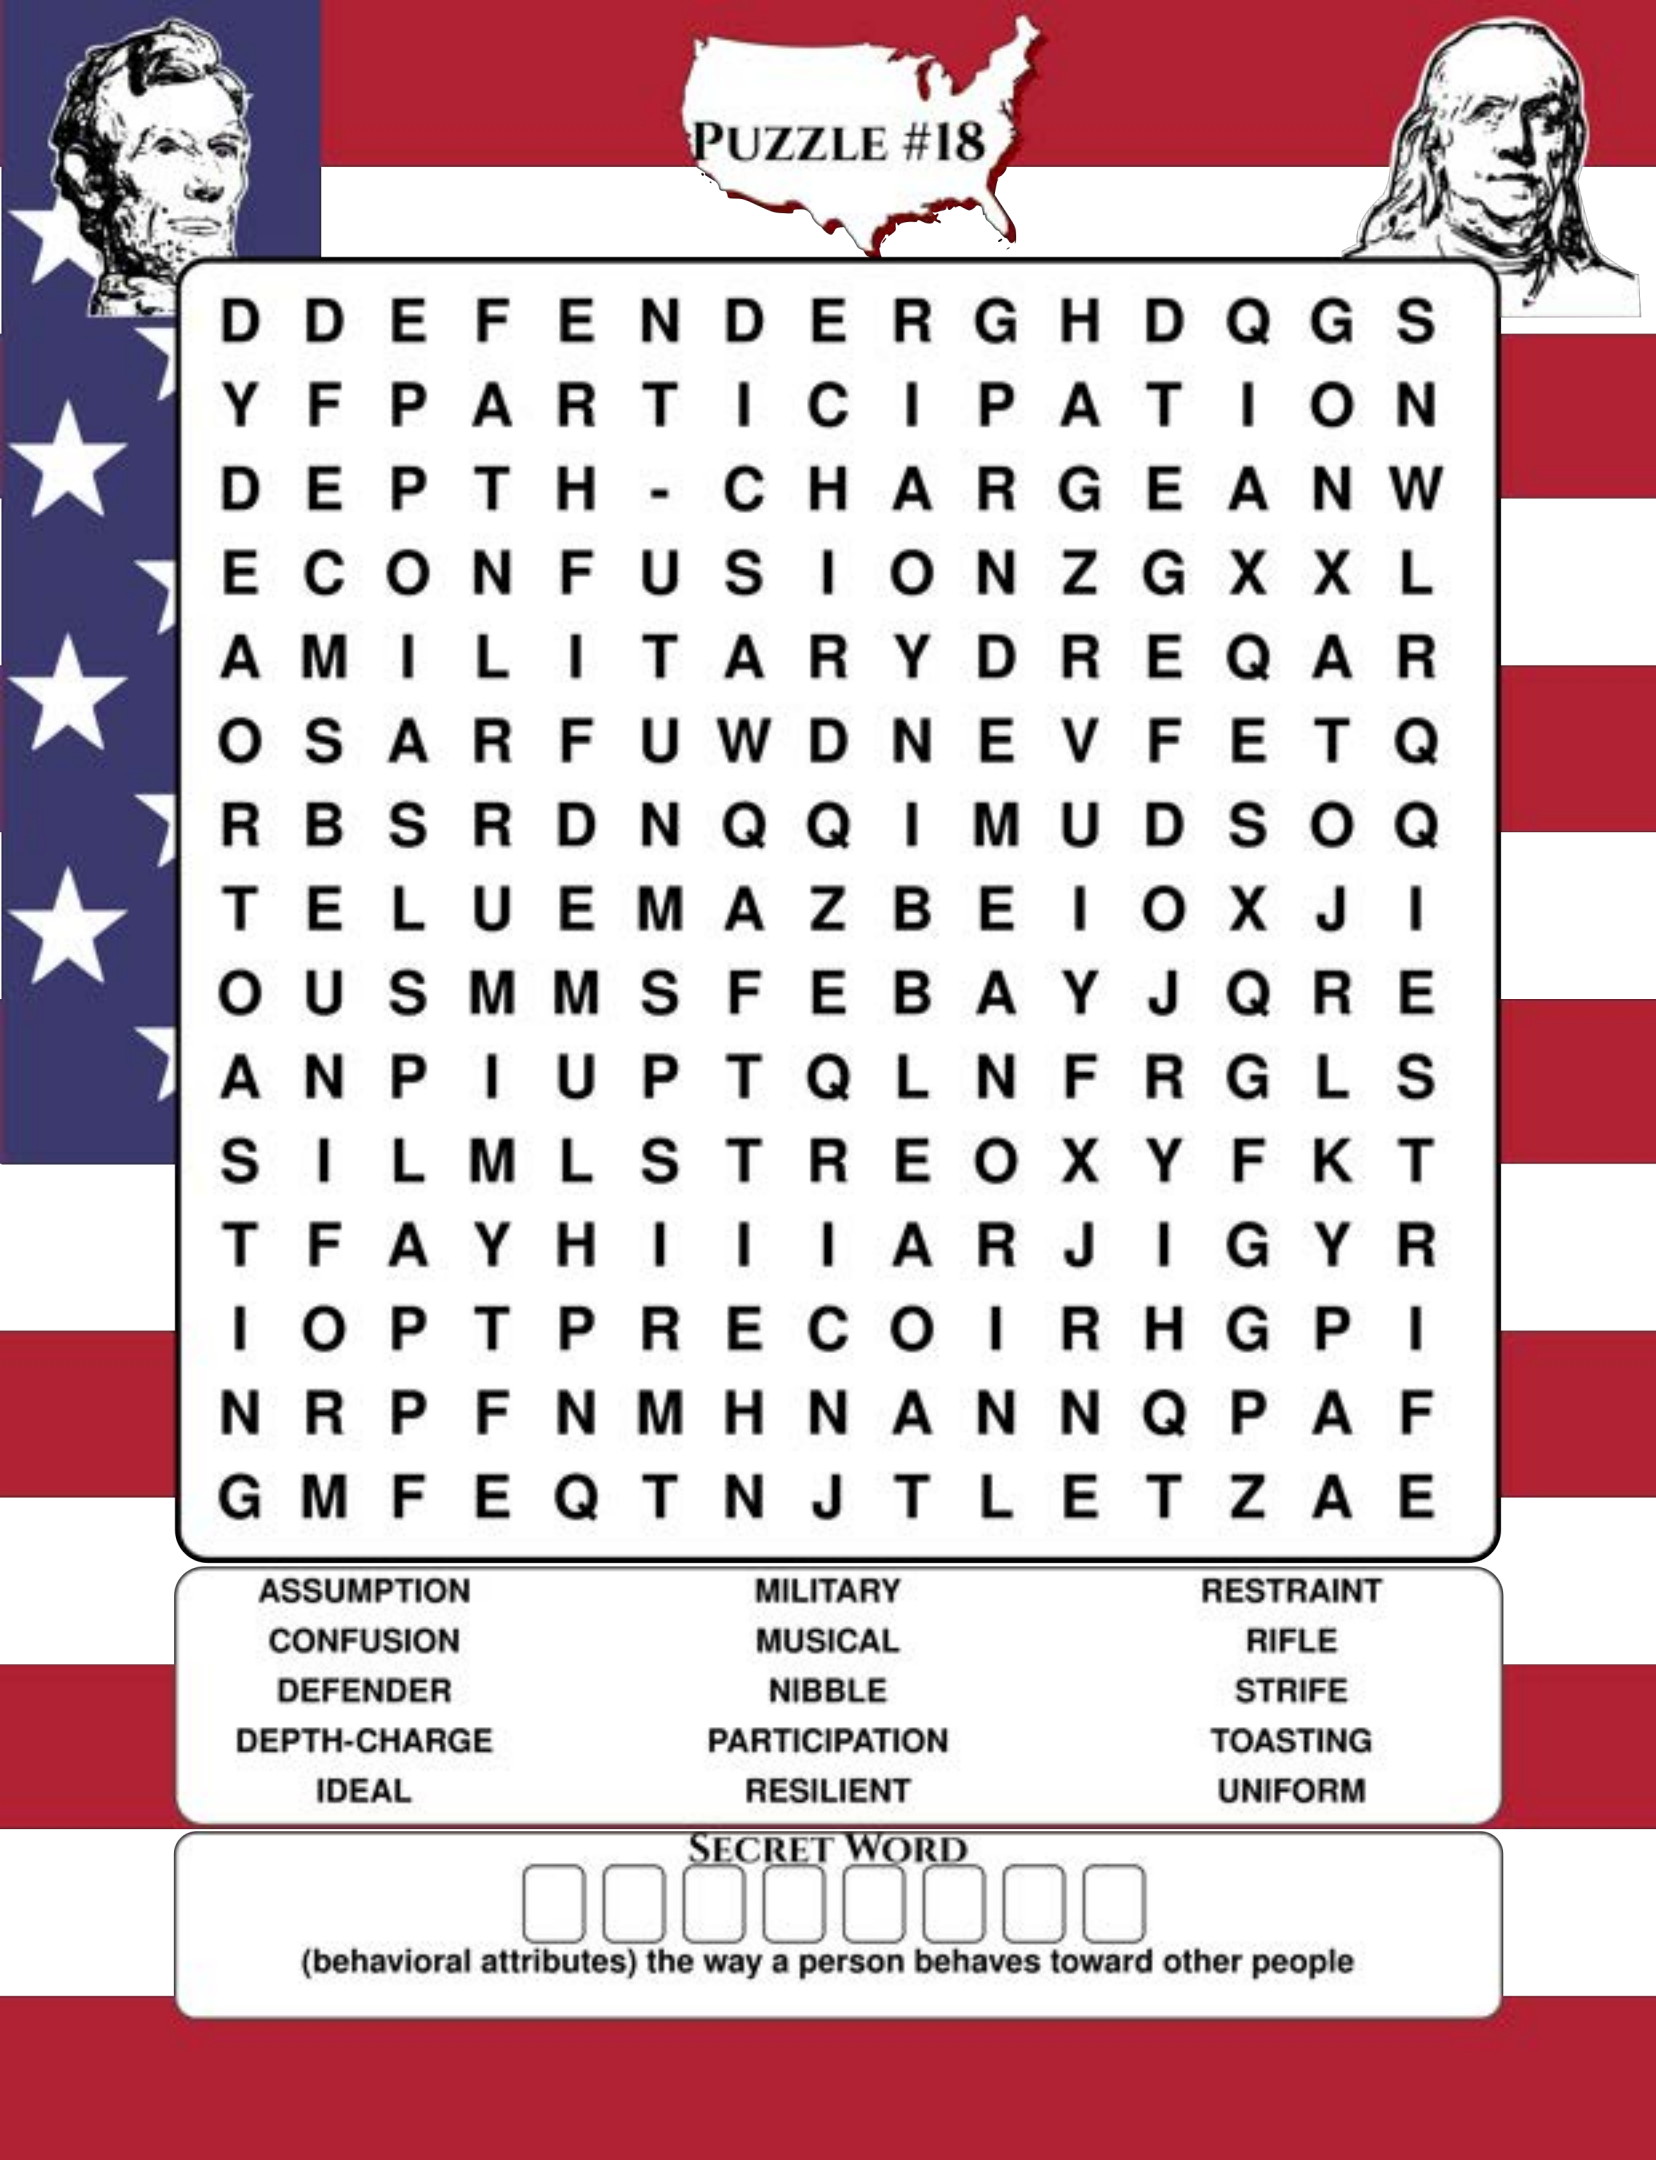 PUZZLE #18
D D E F E N D E R G H D Q G S
Y F P A R T I C I P A T I O N
D E P T H - C H A R G E A N W
E C O N F U S I O N Z G X X L
A M I L I T A R Y D R E Q A R
O S A R F U W D N E V F E T Q
R B S R D N Q Q I M U D S O Q
T E L U E M A Z B E I O X J I
O U S M M S F E B A Y J Q R E
A N P I U P T Q L N F R G L S
S I L M L S T R E O X Y F K T
T F A Y H I I I A R J I G Y R
I O P T P R E C O I R H G P I
N R P F N M H N A N N Q P A F
G M F E Q T N J T L E T Z A E
ASSUMPTION MILITARY RESTRAINT
CONFUSION MUSICAL RIFLE
DEFENDER NIBBLE STRIFE
DEPTH-CHARGE PARTICIPATION TOASTING
IDEAL RESILIENT UNIFORM
SECRET WORD
(behavioral attributes) the way a person behaves toward other people